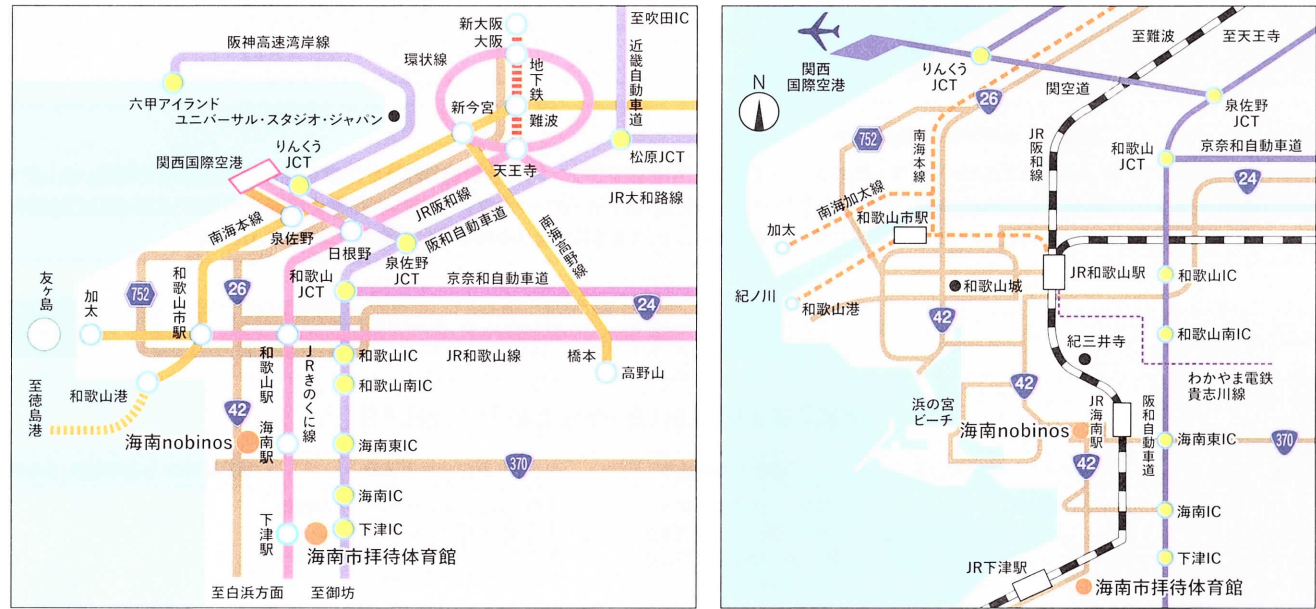 新大阪
大阪
至吹田IC
近畿自動車道
阪神高速湾岸線
環状線
地下鉄
六甲アイランド
ユニバーサル・スタジオ・ジャパン
新今宮
難波
りんくう
JCT
関西国際空港
松原JCT
天王寺
JR大和路線
JR阪和線
南海本線
阪和自動車道
南海高野線
泉佐野
日根野
泉佐野
JCT
和歌山
JCT
京奈和自動車道
友ヶ島
加太
752
和歌山市駅
26
24
和歌山駅
JRきのくに線
和歌山IC
JR和歌山線
橋本
高野山
和歌山南IC
至徳島港
和歌山港
42
海南nobinos
海南駅
海南東IC
370
海南IC
下津駅
下津IC
海南市拝待体育館
至白浜方面
至御坊
至難波
至天王寺
関西
国際空港
りんくう
JCT
関空道
N
26
泉佐野
JCT
752
南海本線
JR阪和線
和歌山
JCT
京奈和自動車道
24
南海加太線
和歌山市駅
加太
JR和歌山駅
和歌山IC
紀ノ川
和歌山港
和歌山城
42
和歌山南IC
紀三井寺
わかやま電鉄
貴志川線
42
浜の宮
ビーチ
JR海南駅
阪和自動車道
海南nobinos
海南東IC
370
42
海南IC
JR下津駅
下津IC
海南市拝待体育館